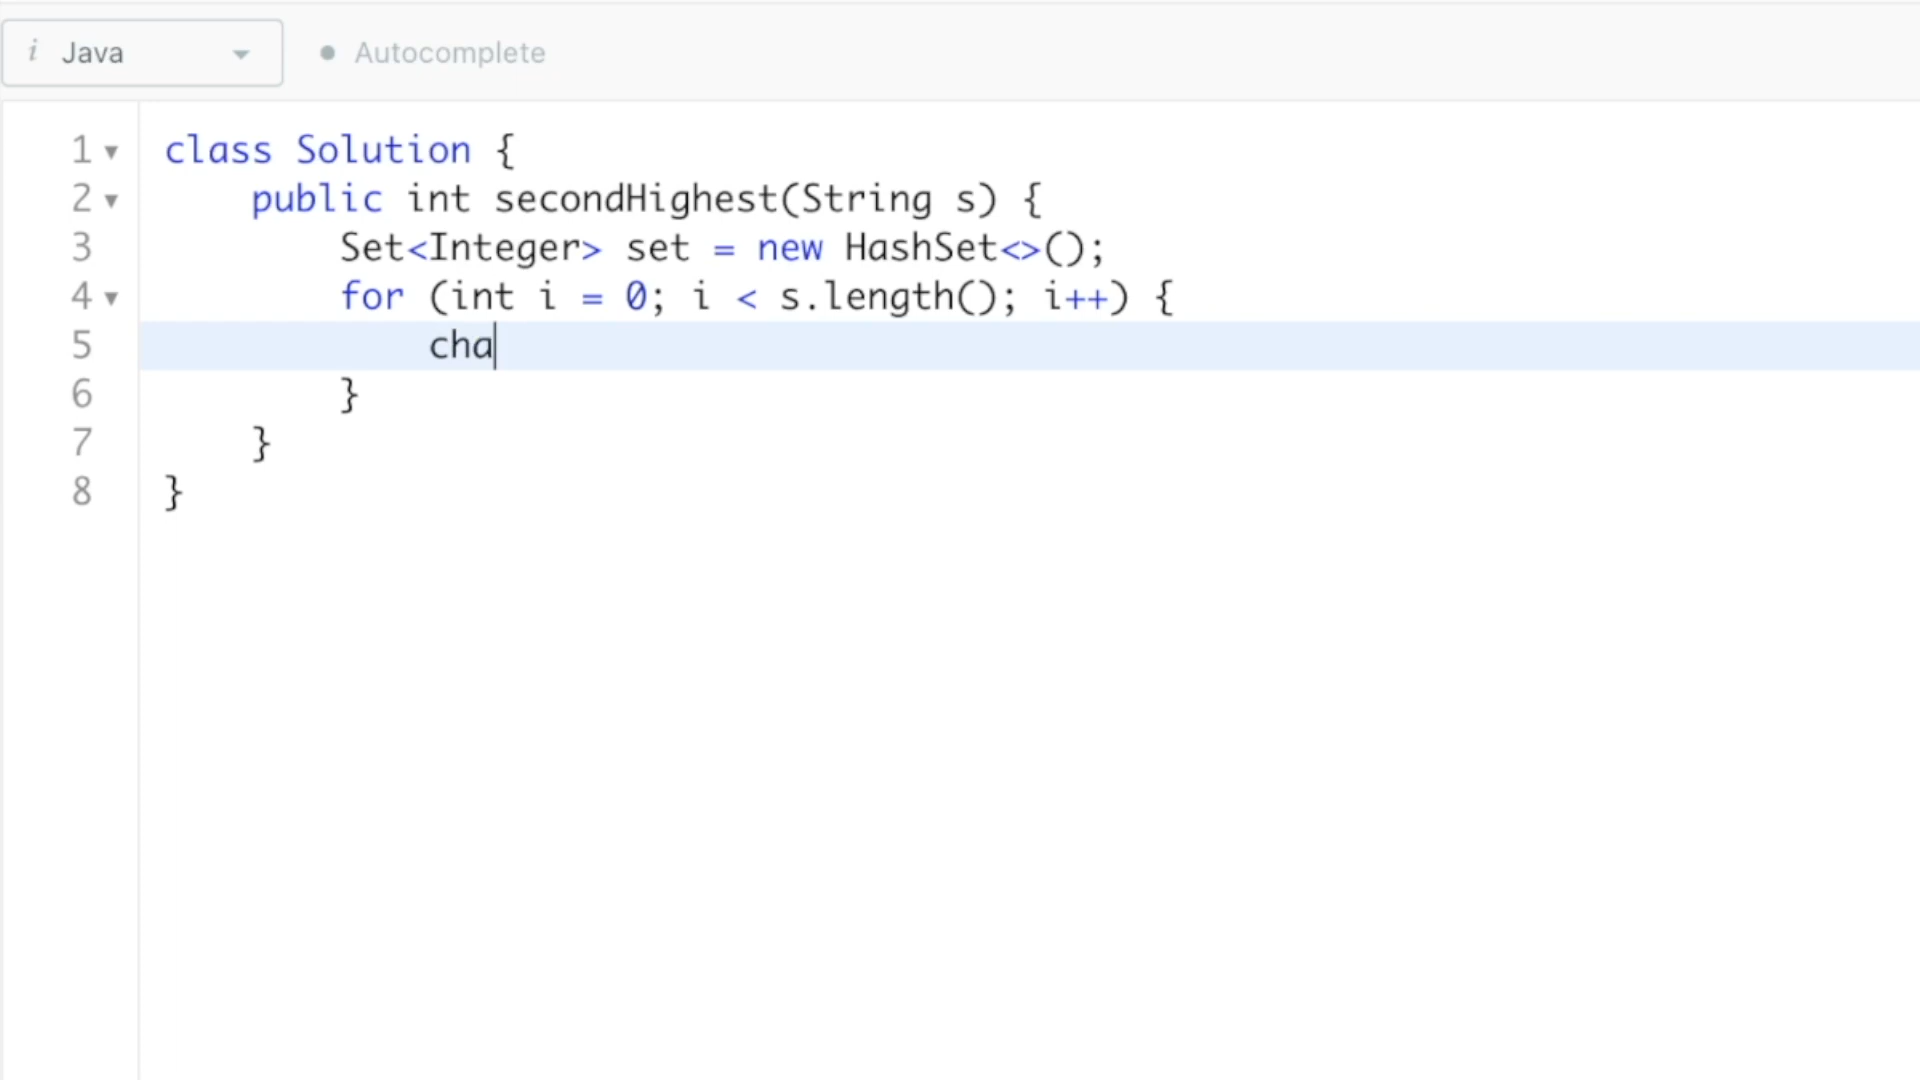 i Java Autocomplete
1 class Solution {
2 public int secondHighest(String s) {
3 Set<Integer> set = new HashSet<>();
4 for (int i = 0; i < s.length(); i++) {
5 cha
6 }
7 }
8 }